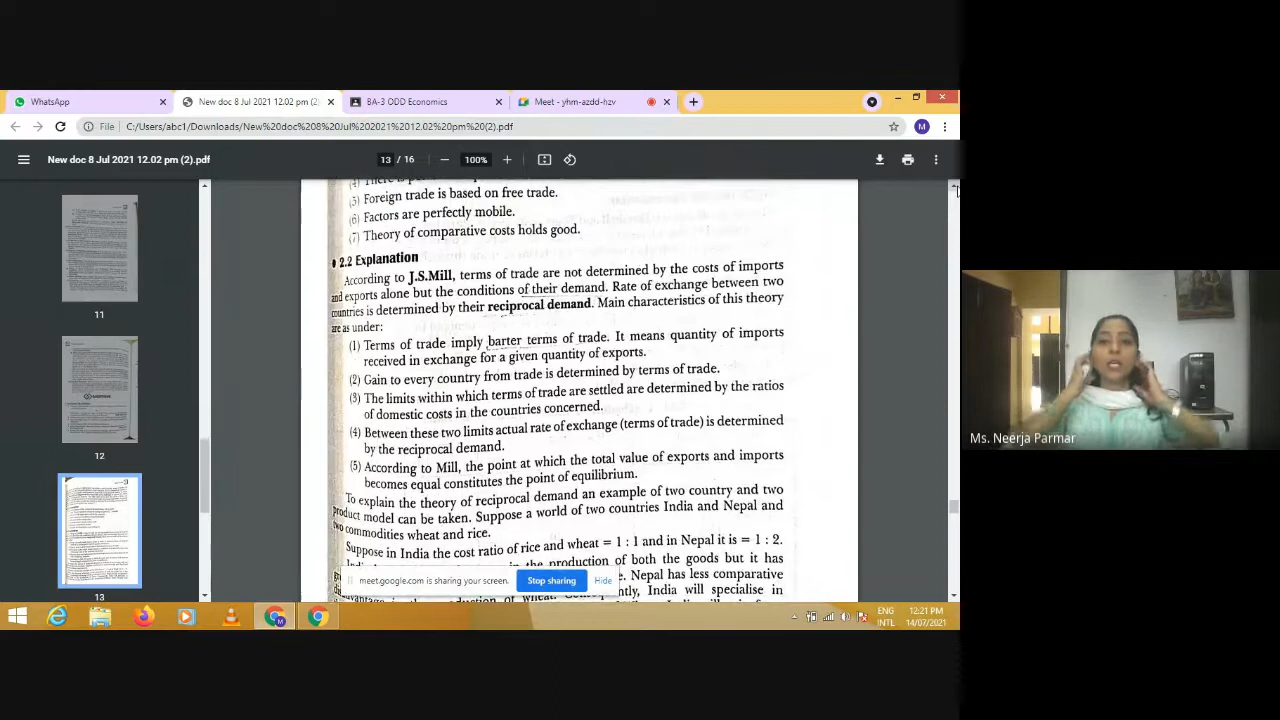 WhatsApp
New doc 8 Jul 2021 12.02 pm (2)
BA-3 ODD Economics
Meet - yhm-azdd-hzv
File
C:/Users/abc1/Downloads/New%20doc%208%20Jul%202021%2012.02%20pm%20(2).pdf
M
New doc 8 Jul 2021 12.02 pm (2).pdf
13 / 16
100%
11
12
13
(5) Foreign trade is based on free trade.
(6) Factors are perfectly mobile.
(7) Theory of comparative costs holds good.
• 2.2 Explanation
According to J.S.Mill, terms of trade are not determined by the costs of imports
and exports alone but the conditions of their demand. Rate of exchange between two
countries is determined by their reciprocal demand. Main characteristics of this theory
are as under:
(1) Terms of trade imply barter terms of trade. It means quantity of imports
received in exchange for a given quantity of exports.
(2) Gain to every country from trade is determined by terms of trade.
(3) The limits within which terms of trade are settled are determined by the ratios
of domestic costs in the countries concerned.
(4) Between these two limits actual rate of exchange (terms of trade) is determined
by the reciprocal demand.
(5) According to Mill, the point at which the total value of exports and imports
becomes equal constitutes the point of equilibrium.
To explain the theory of reciprocal demand an example of two country and two
product model can be taken. Suppose a world of two countries India and Nepal and
two commodities wheat and rice.
Suppose in India the cost ratio of rice and wheat = 1 : 1 and in Nepal it is = 1 : 2.
the production of both the goods but it has
Nepal has less comparative
in the production of wheat. Consequently, India will specialise in
meet.google.com is sharing your screen.
Stop sharing
Hide
Ms. Neerja Parmar
ENG
INTL
12:21 PM
14/07/2021